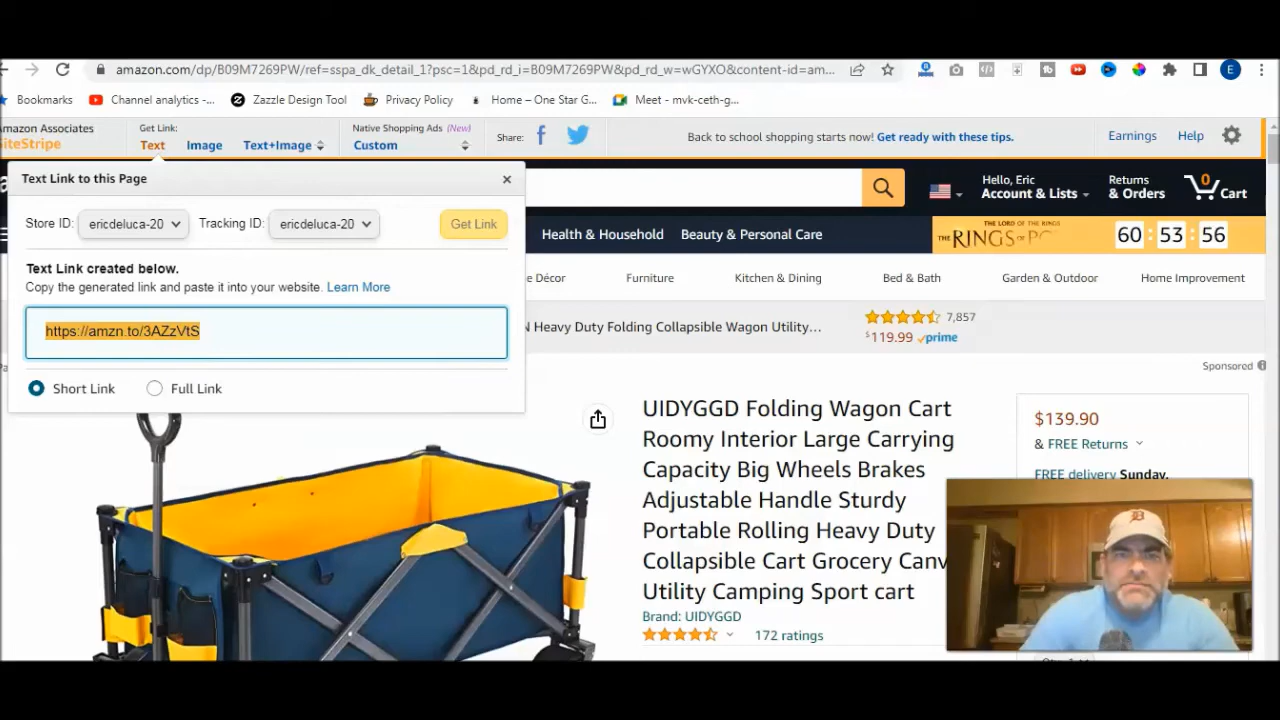 amazon.com/dp/B09M7269PW/ref=sspa_dk_detail_1?psc=1&pd_rd_i=B09M7269PW&pd_rd_w=wGYXO&content-id=am...
E
Bookmarks
Channel analytics -...
Zazzle Design Tool
Privacy Policy
Home – One Star G...
Meet - mvk-ceth-g...
Amazon Associates
SiteStripe
Get Link:
Text
Image
Text+Image
Native Shopping Ads (New)
Custom
Share:
Back to school shopping starts now! Get ready with these tips.
Earnings
Help
Text Link to this Page
Store ID: ericdeluca-20
Tracking ID: ericdeluca-20
Get Link
Text Link created below.
Copy the generated link and paste it into your website. Learn More
https://amzn.to/3AZzVtS
Short Link
Full Link
Hello, Eric
Account & Lists
Returns
& Orders
0
Cart
Health & Household
Beauty & Personal Care
THE LORD OF THE RINGS
THE RINGS OF PO
60 : 53 : 56
e Décor
Furniture
Kitchen & Dining
Bed & Bath
Garden & Outdoor
Home Improvement
N Heavy Duty Folding Collapsible Wagon Utility...
7,857
$119.99 prime
Sponsored
UIDYGGD Folding Wagon Cart
Roomy Interior Large Carrying
Capacity Big Wheels Brakes
Adjustable Handle Sturdy
Portable Rolling Heavy Duty
Collapsible Cart Grocery Canv
Utility Camping Sport cart
Brand: UIDYGGD
172 ratings
$139.90
& FREE Returns
FREE delivery Sunday,